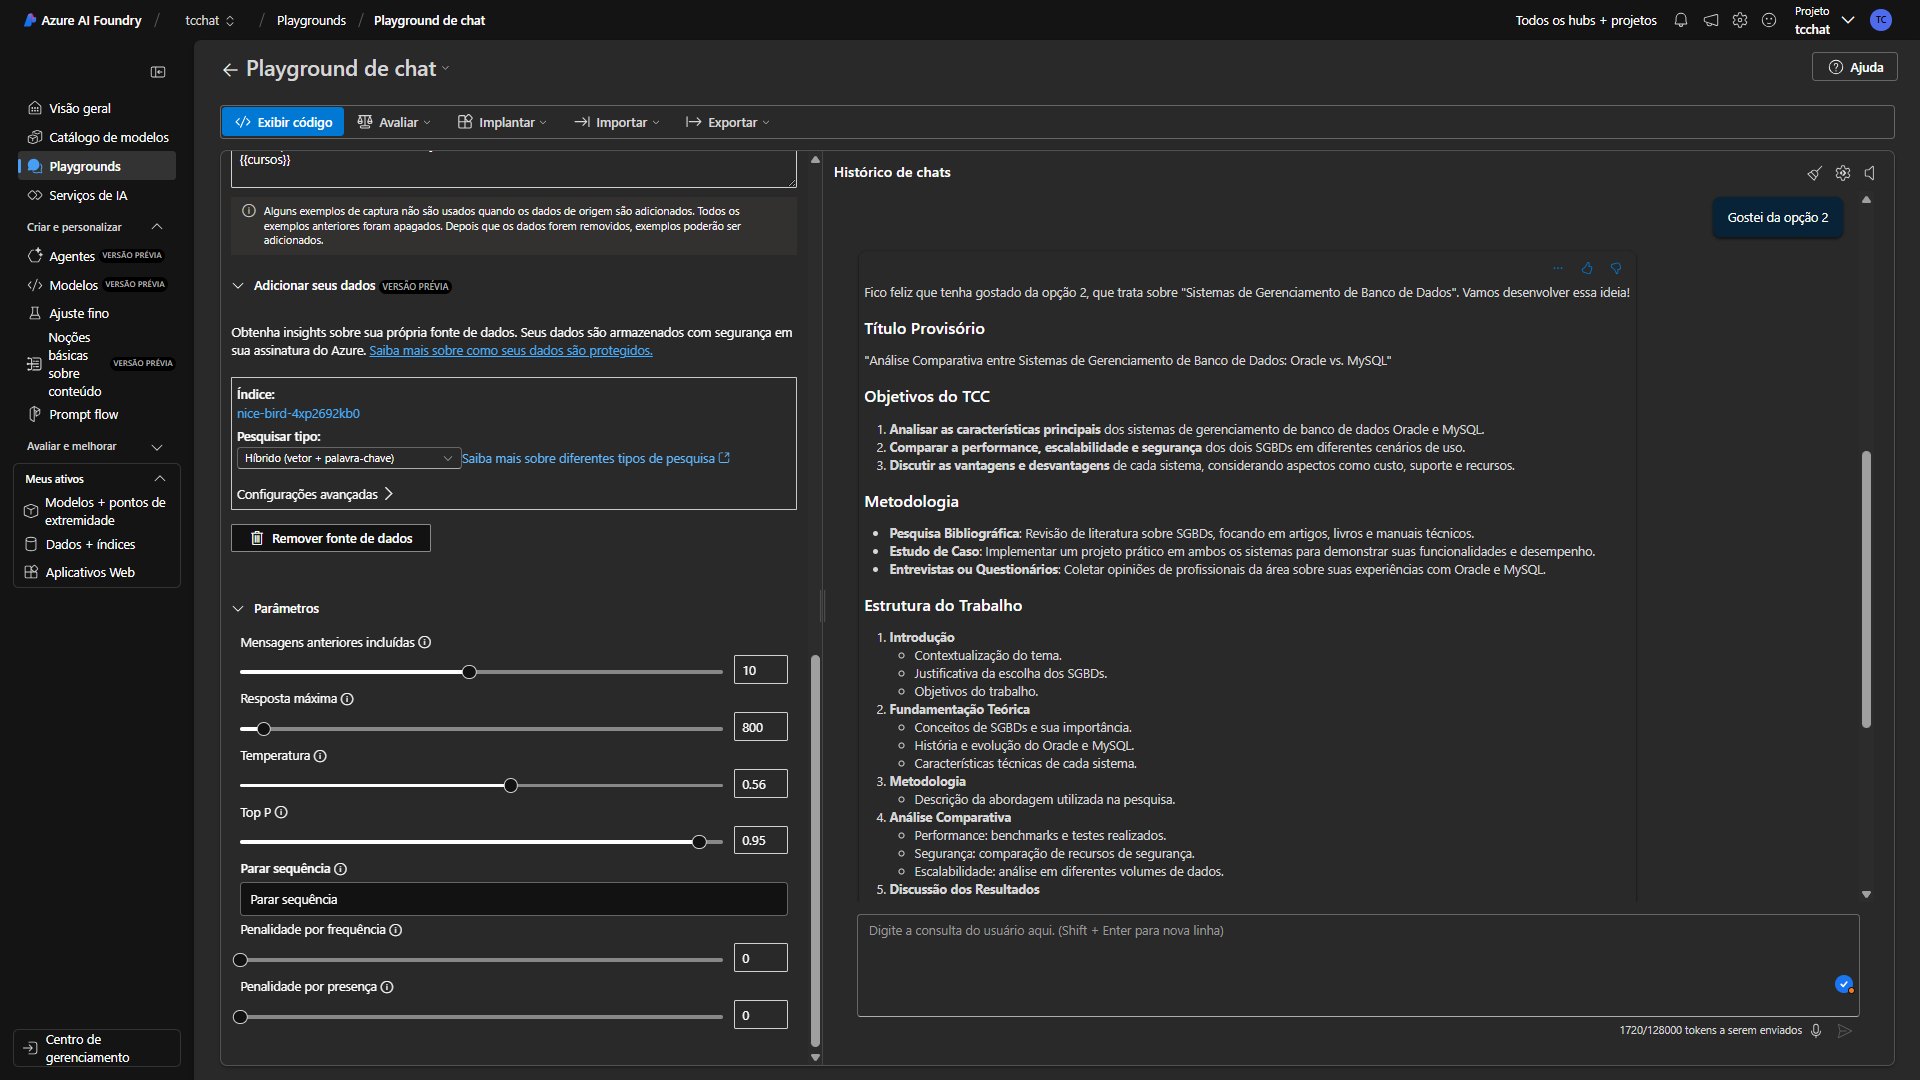 Azure AI Foundry / tcchat / Playgrounds / Playground de chat
Todos os hubs + projetos
Projeto
tcchat
TC
Visão geral
Catálogo de modelos
Playgrounds
Serviços de IA
Criar e personalizar
Agentes VERSÃO PRÉVIA
Modelos VERSÃO PRÉVIA
Ajuste fino
Noções
básicas
sobre
conteúdo
VERSÃO PRÉVIA
Prompt flow
Avaliar e melhorar
Meus ativos
Modelos + pontos de
extremidade
Dados + índices
Aplicativos Web
Centro de
gerenciamento
Playground de chat
Ajuda
Exibir código
Avaliar
Implantar
Importar
Exportar
{{cursos}}
Alguns exemplos de captura não são usados quando os dados de origem são adicionados. Todos os
exemplos anteriores foram apagados. Depois que os dados forem removidos, exemplos poderão ser
adicionados.
Adicionar seus dados VERSÃO PRÉVIA
Obtenha insights sobre sua própria fonte de dados. Seus dados são armazenados com segurança em
sua assinatura do Azure. Saiba mais sobre como seus dados são protegidos.
Índice:
nice-bird-4xp2692kb0
Pesquisar tipo:
Híbrido (vetor + palavra-chave)
Saiba mais sobre diferentes tipos de pesquisa
Configurações avançadas
Remover fonte de dados
Parâmetros
Mensagens anteriores incluídas
10
Resposta máxima
800
Temperatura
0.56
Top P
0.95
Parar sequência
Parar sequência
Penalidade por frequência
0
Penalidade por presença
0
Histórico de chats
Gostei da opção 2
Fico feliz que tenha gostado da opção 2, que trata sobre "Sistemas de Gerenciamento de Banco de Dados". Vamos desenvolver essa ideia!
Título Provisório
"Análise Comparativa entre Sistemas de Gerenciamento de Banco de Dados: Oracle vs. MySQL"
Objetivos do TCC
1. Analisar as características principais dos sistemas de gerenciamento de banco de dados Oracle e MySQL.
2. Comparar a performance, escalabilidade e segurança dos dois SGBDs em diferentes cenários de uso.
3. Discutir as vantagens e desvantagens de cada sistema, considerando aspectos como custo, suporte e recursos.
Metodologia
• Pesquisa Bibliográfica: Revisão de literatura sobre SGBDs, focando em artigos, livros e manuais técnicos.
• Estudo de Caso: Implementar um projeto prático em ambos os sistemas para demonstrar suas funcionalidades e desempenho.
• Entrevistas ou Questionários: Coletar opiniões de profissionais da área sobre suas experiências com Oracle e MySQL.
Estrutura do Trabalho
1. Introdução
Contextualização do tema.
Justificativa da escolha dos SGBDs.
Objetivos do trabalho.
2. Fundamentação Teórica
Conceitos de SGBDs e sua importância.
História e evolução do Oracle e MySQL.
Características técnicas de cada sistema.
3. Metodologia
Descrição da abordagem utilizada na pesquisa.
4. Análise Comparativa
Performance: benchmarks e testes realizados.
Segurança: comparação de recursos de segurança.
Escalabilidade: análise em diferentes volumes de dados.
5. Discussão dos Resultados
Digite a consulta do usuário aqui. (Shift + Enter para nova linha)
1720/128000 tokens a serem enviados